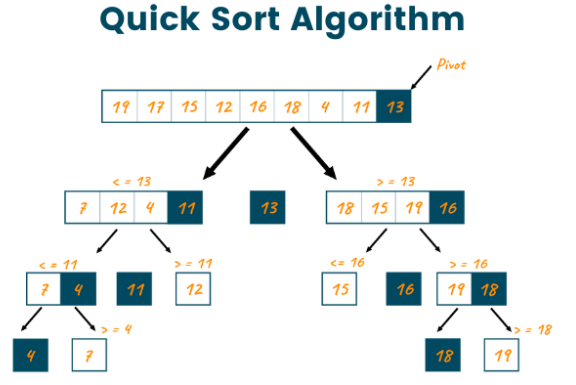 Quick Sort Algorithm
Pivot
19 17 15 12 16 18 4 11 13
< = 13
> = 13
7 12 4 11
13
18 15 19 16
< = 11
> = 11
<= 16
> = 16
7 4
11
12
15
16
19 18
> = 4
> = 18
4
7
18
19